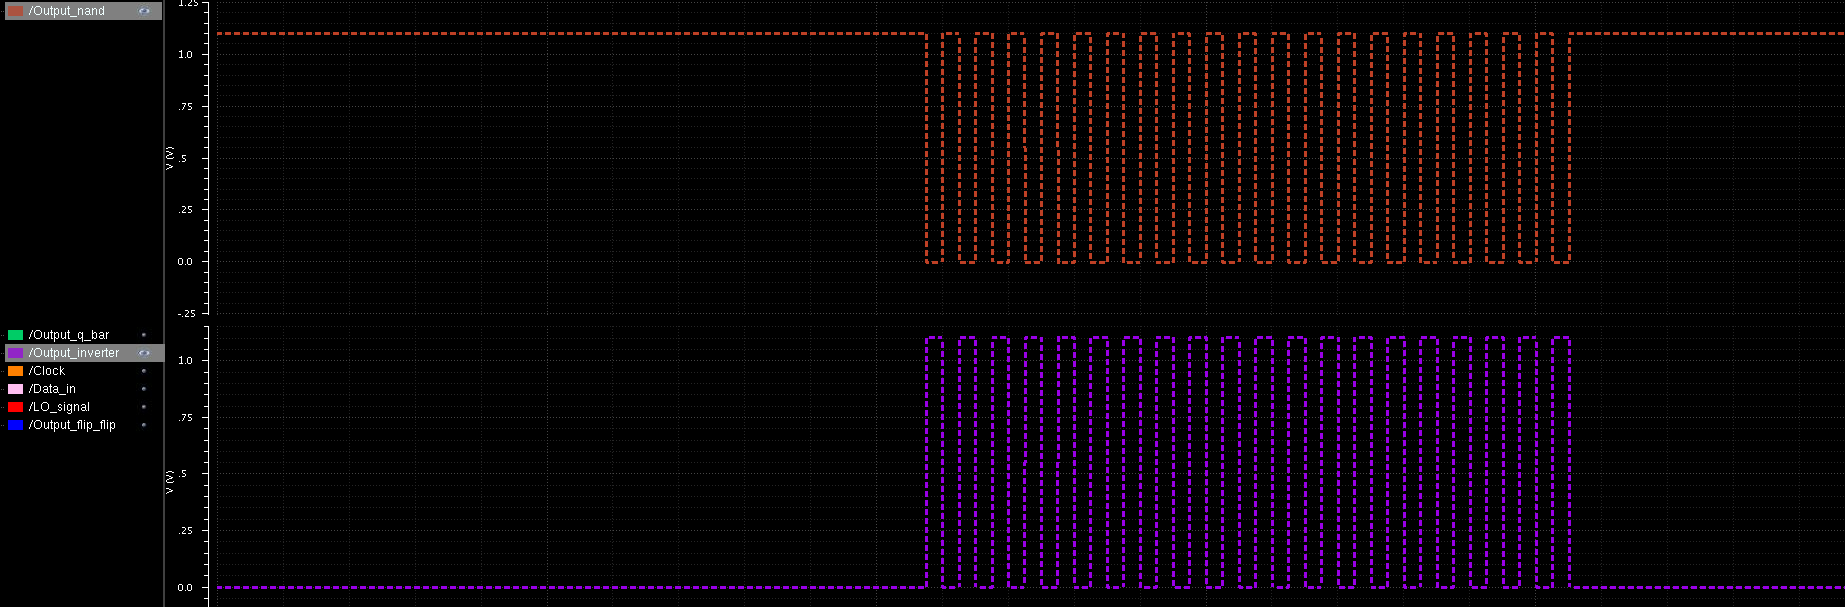 /Output_nand
1.25
1.0
.75
.5
.25
0.0
-.25
V (V)
/Output_q_bar
/Output_inverter
/Clock
/Data_in
/LO_signal
/Output_flip_flip
1.0
.75
.5
.25
0.0
V (V)